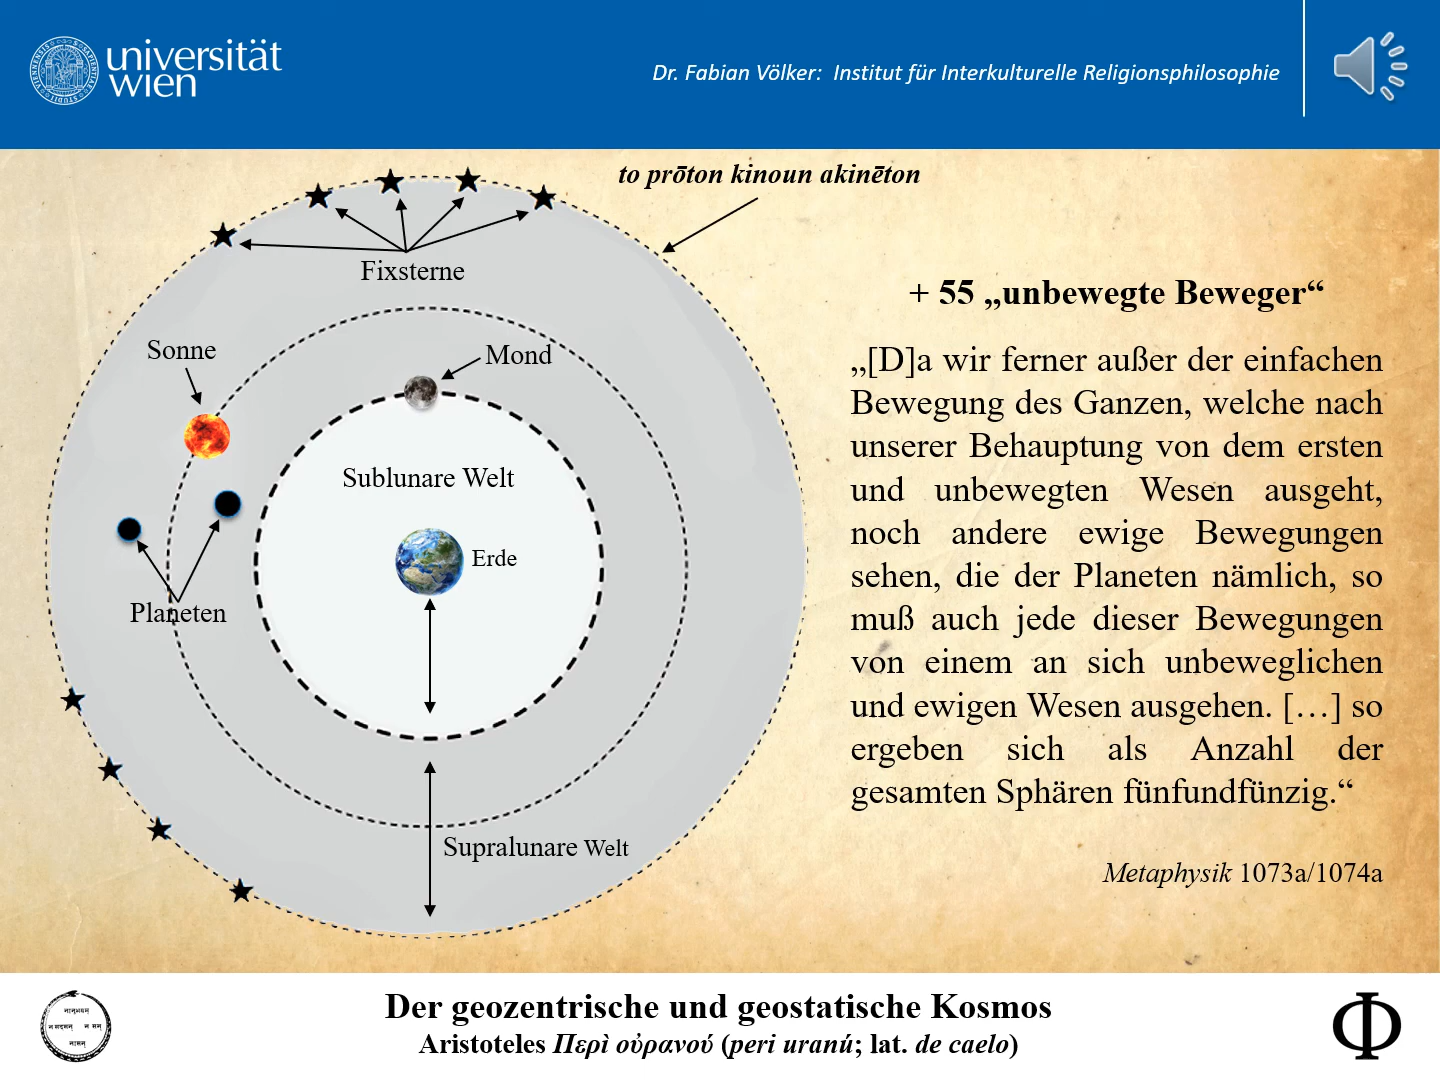 universität
wien
Dr. Fabian Völker: Institut für Interkulturelle Religionsphilosophie
to prōton kinoun akinēton
Fixsterne
Sonne
Mond
Sublunare Welt
Erde
Planeten
Supralunare Welt
+ 55 „unbewegte Beweger“
„[D]a wir ferner außer der einfachen
Bewegung des Ganzen, welche nach
unserer Behauptung von dem ersten
und unbewegten Wesen ausgeht,
noch andere ewige Bewegungen
sehen, die der Planeten nämlich, so
muß auch jede dieser Bewegungen
von einem an sich unbeweglichen
und ewigen Wesen ausgehen. […] so
ergeben sich als Anzahl der
gesamten Sphären fünfundfünzig.“
Metaphysik 1073a/1074a
Der geozentrische und geostatische Kosmos
Aristoteles Περὶ οὐρανού (peri uranú; lat. de caelo)
Φ